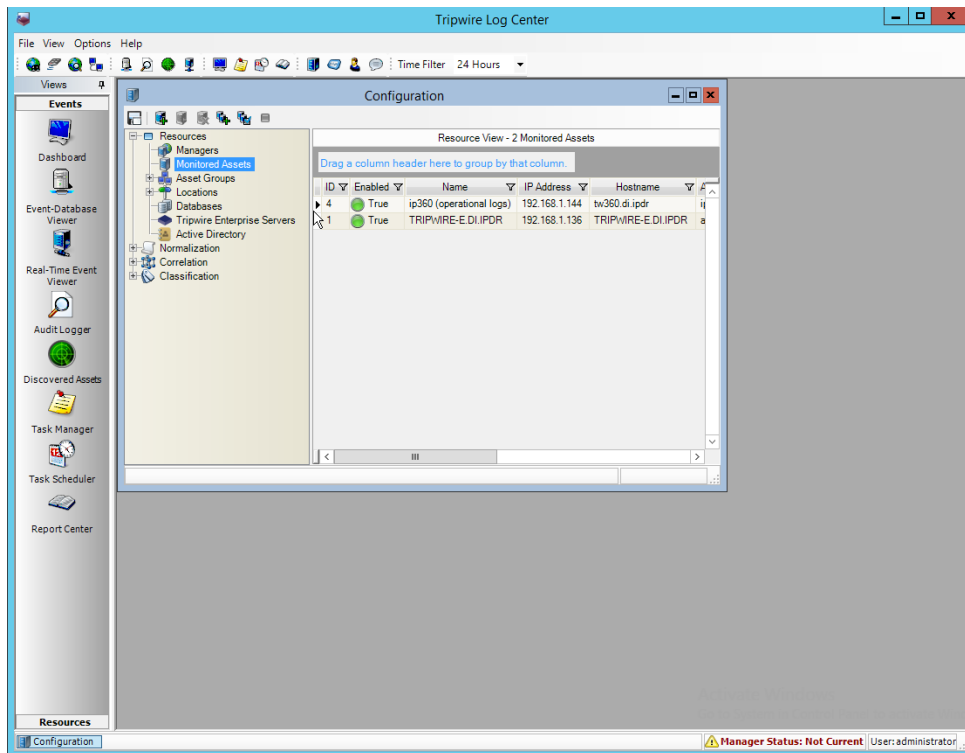 Tripwire Log Center
File View Options Help
Time Filter 24 Hours
Views
Events
Dashboard
Event-Database
Viewer
Real-Time Event
Viewer
Audit Logger
Discovered Assets
Task Manager
Task Scheduler
Report Center
Resources
Configuration
Resources
Managers
Monitored Assets
Asset Groups
Locations
Databases
Tripwire Enterprise Servers
Active Directory
Normalization
Correlation
Classification
Resource View - 2 Monitored Assets
Drag a column header here to group by that column.
ID Enabled Name IP Address Hostname
4 True ip360 (operational logs) 192.168.1.144 tw360.di.ipdr
1 True TRIPWIRE-E.DI.IPDR 192.168.1.136 TRIPWIRE-E.DI.IPDR
Configuration
Manager Status: Not Current User: administrator